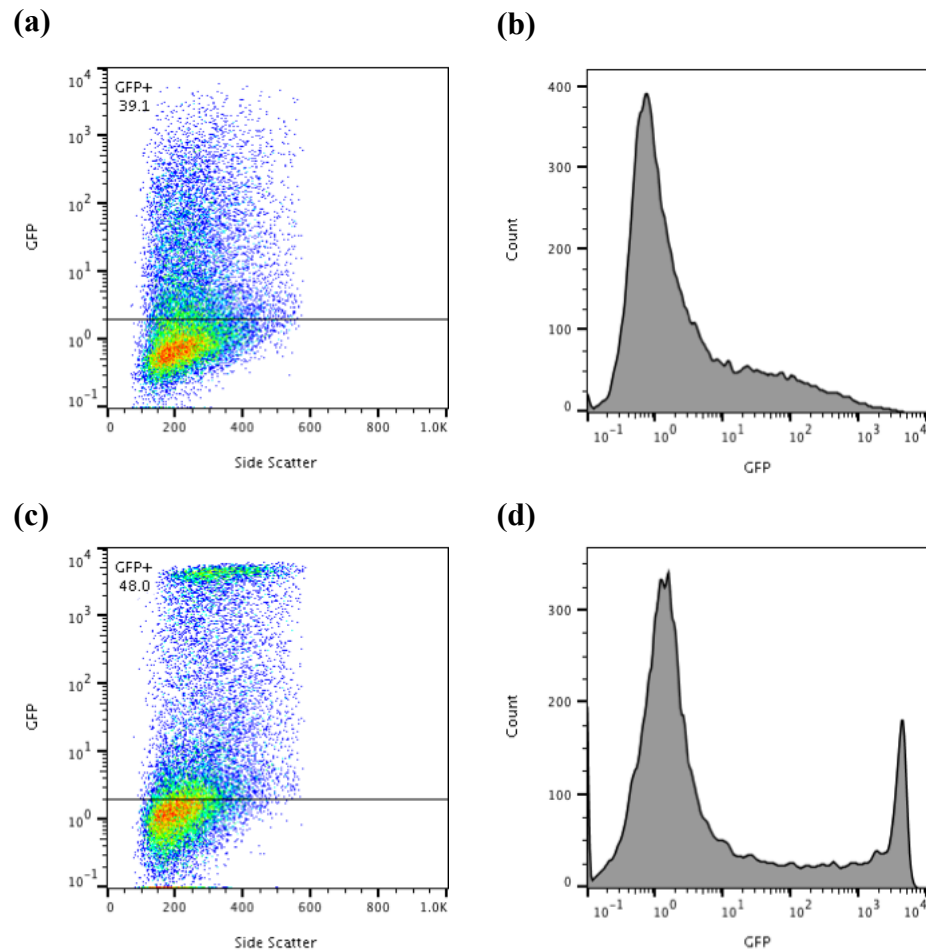 (a)
GFP+
39.1
10^4
10^3
10^2
10^1
10^0
10^-1
GFP
0 200 400 600 800 1.0K
Side Scatter
(b)
400
300
200
100
0
Count
10^-1 10^0 10^1 10^2 10^3 10^4
GFP
(c)
GFP+
48.0
10^4
10^3
10^2
10^1
10^0
10^-1
GFP
0 200 400 600 800 1.0K
Side Scatter
(d)
300
200
100
0
Count
10^-1 10^0 10^1 10^2 10^3 10^4
GFP